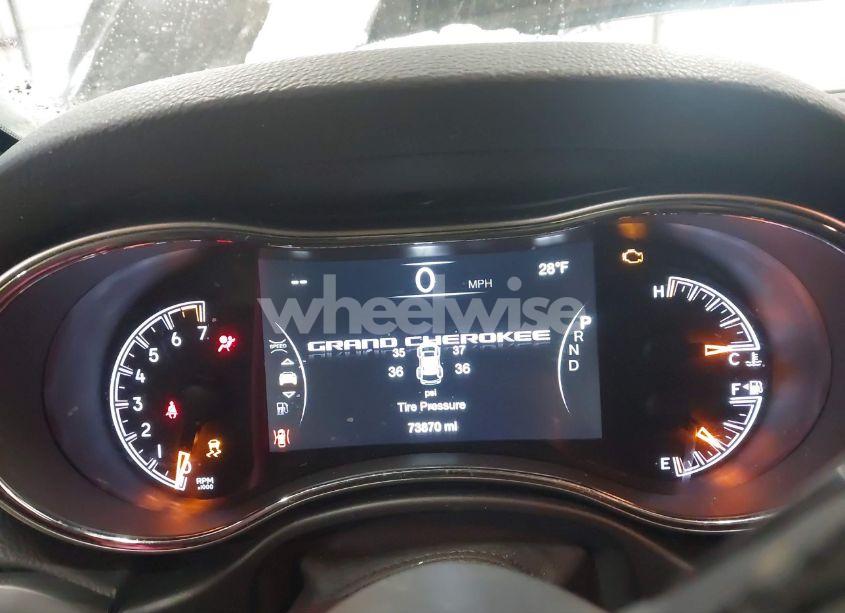 -- 0 MPH 28°F
wheelwise
GRAND CHEROKEE
SPEED
35 37
36 36
psi
Tire Pressure
73870 mi
P
R
N
D
7
6
5
4
3
2
1
0
RPM
x1000
H
C
F
E